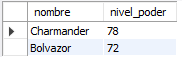 nombre nivel_poder
Charmander 78
Bolvazor 72